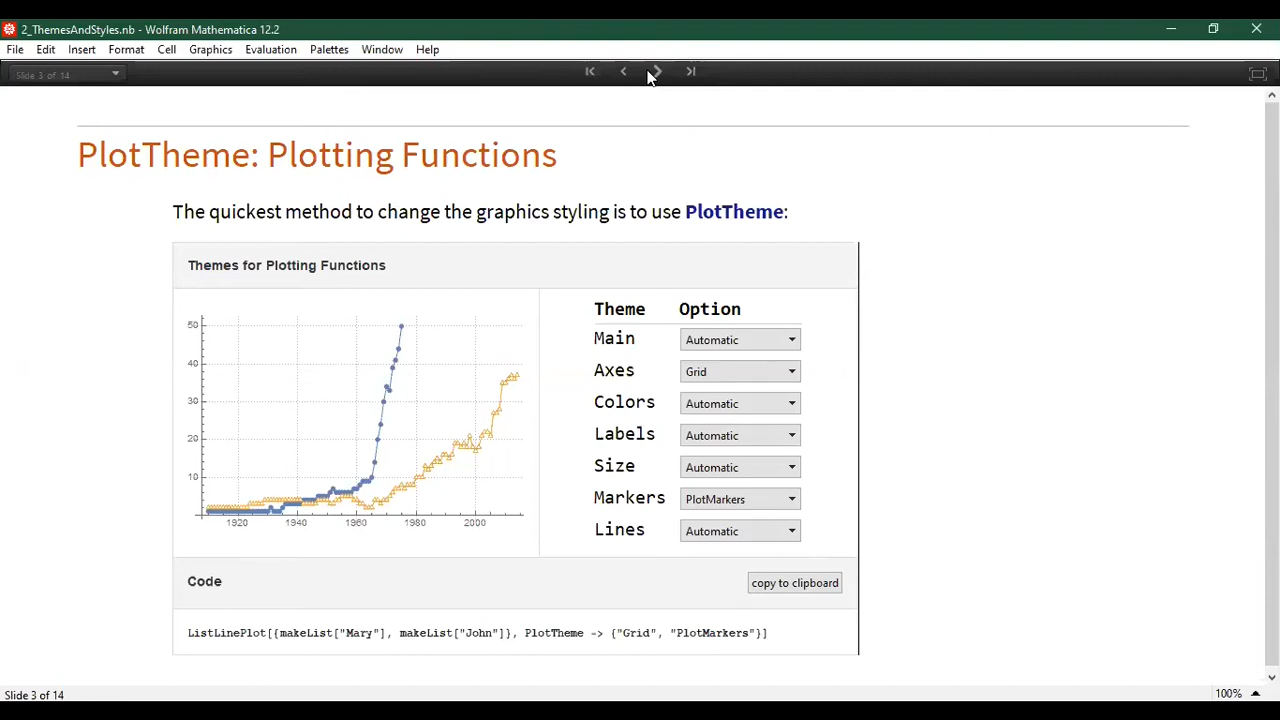 2_ThemesAndStyles.nb - Wolfram Mathematica 12.2
File Edit Insert Format Cell Graphics Evaluation Palettes Window Help
Slide 3 of 14
PlotTheme: Plotting Functions
The quickest method to change the graphics styling is to use PlotTheme:
Themes for Plotting Functions
50
40
30
20
10
1920 1940 1960 1980 2000
Theme Option
Main Automatic
Axes Grid
Colors Automatic
Labels Automatic
Size Automatic
Markers PlotMarkers
Lines Automatic
Code copy to clipboard
ListLinePlot[{makeList["Mary"], makeList["John"]}, PlotTheme -> {"Grid", "PlotMarkers"}]
Slide 3 of 14 100%